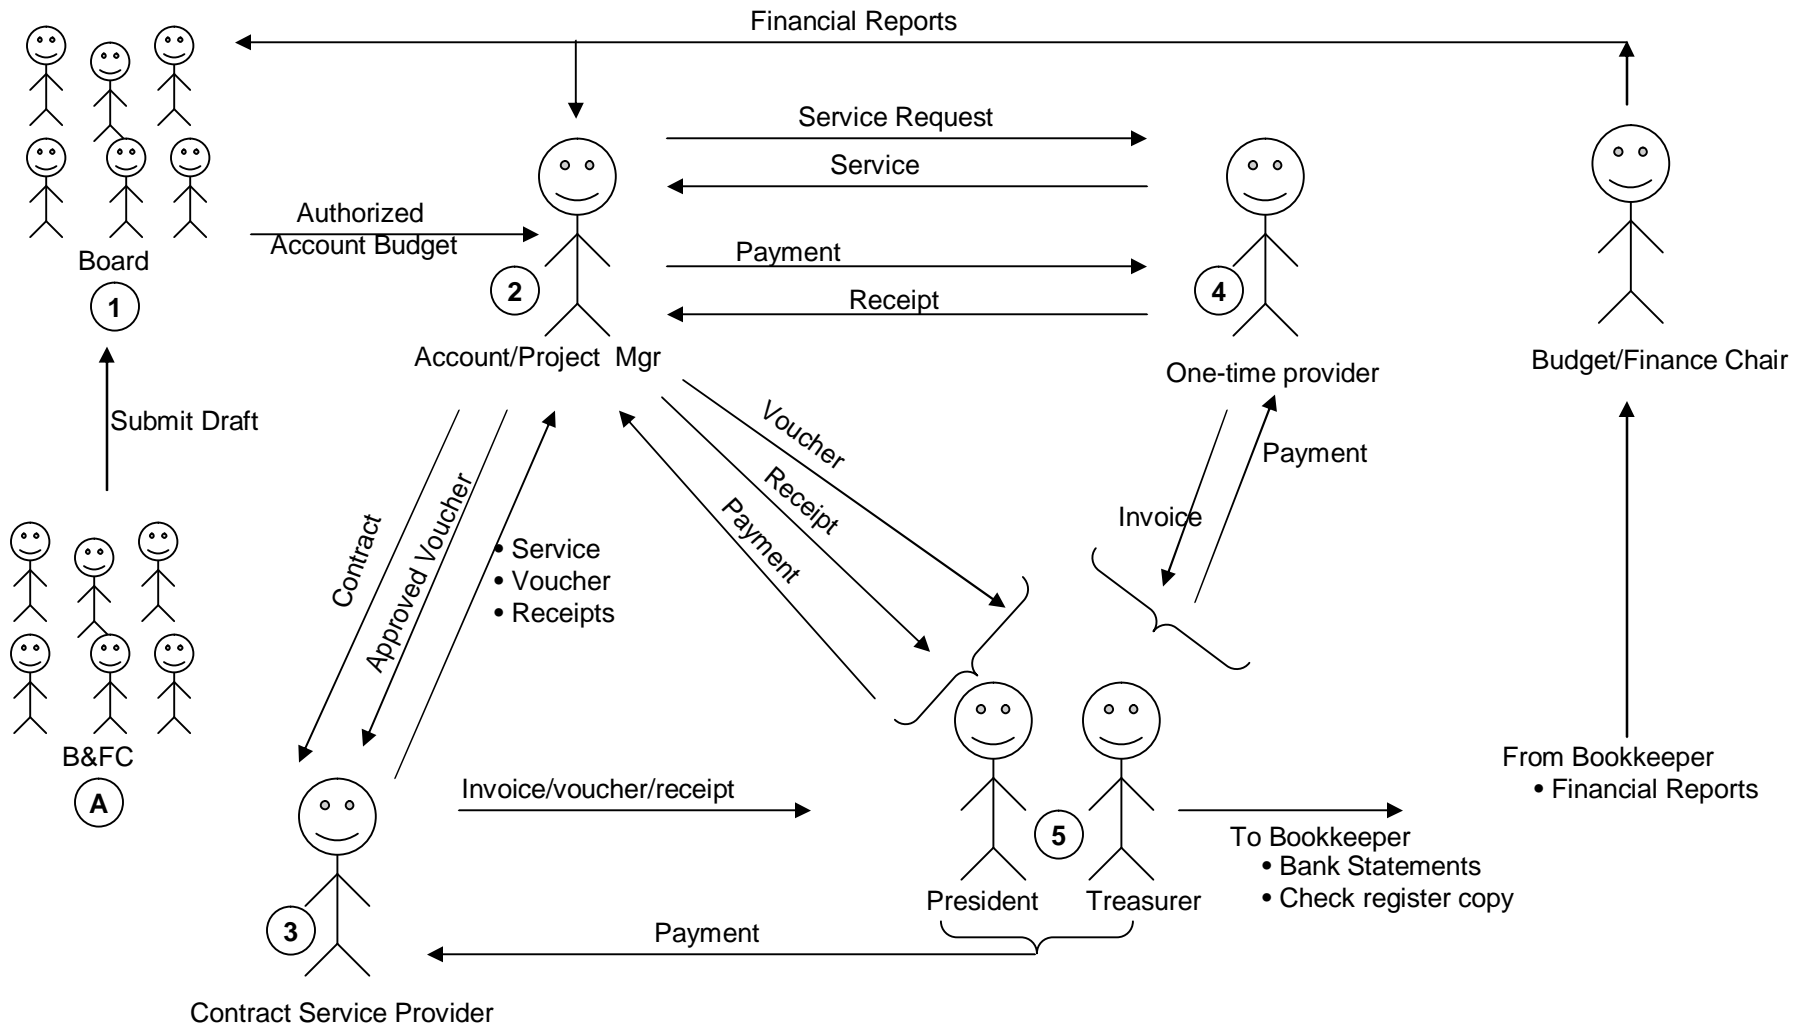 Financial Reports
Service Request
Service
Authorized
Account Budget
Board
1
2
Payment
4
Receipt
Account/Project  Mgr
One-time provider
Budget/Finance Chair
Submit Draft
Voucher
Receipt
Payment
Payment
Invoice
Contract
Approved Voucher
• Service
• Voucher
• Receipts
B&FC
A
Invoice/voucher/receipt
5
From Bookkeeper
• Financial Reports
To Bookkeeper
• Bank Statements
• Check register copy
President
Treasurer
3
Payment
Contract Service Provider